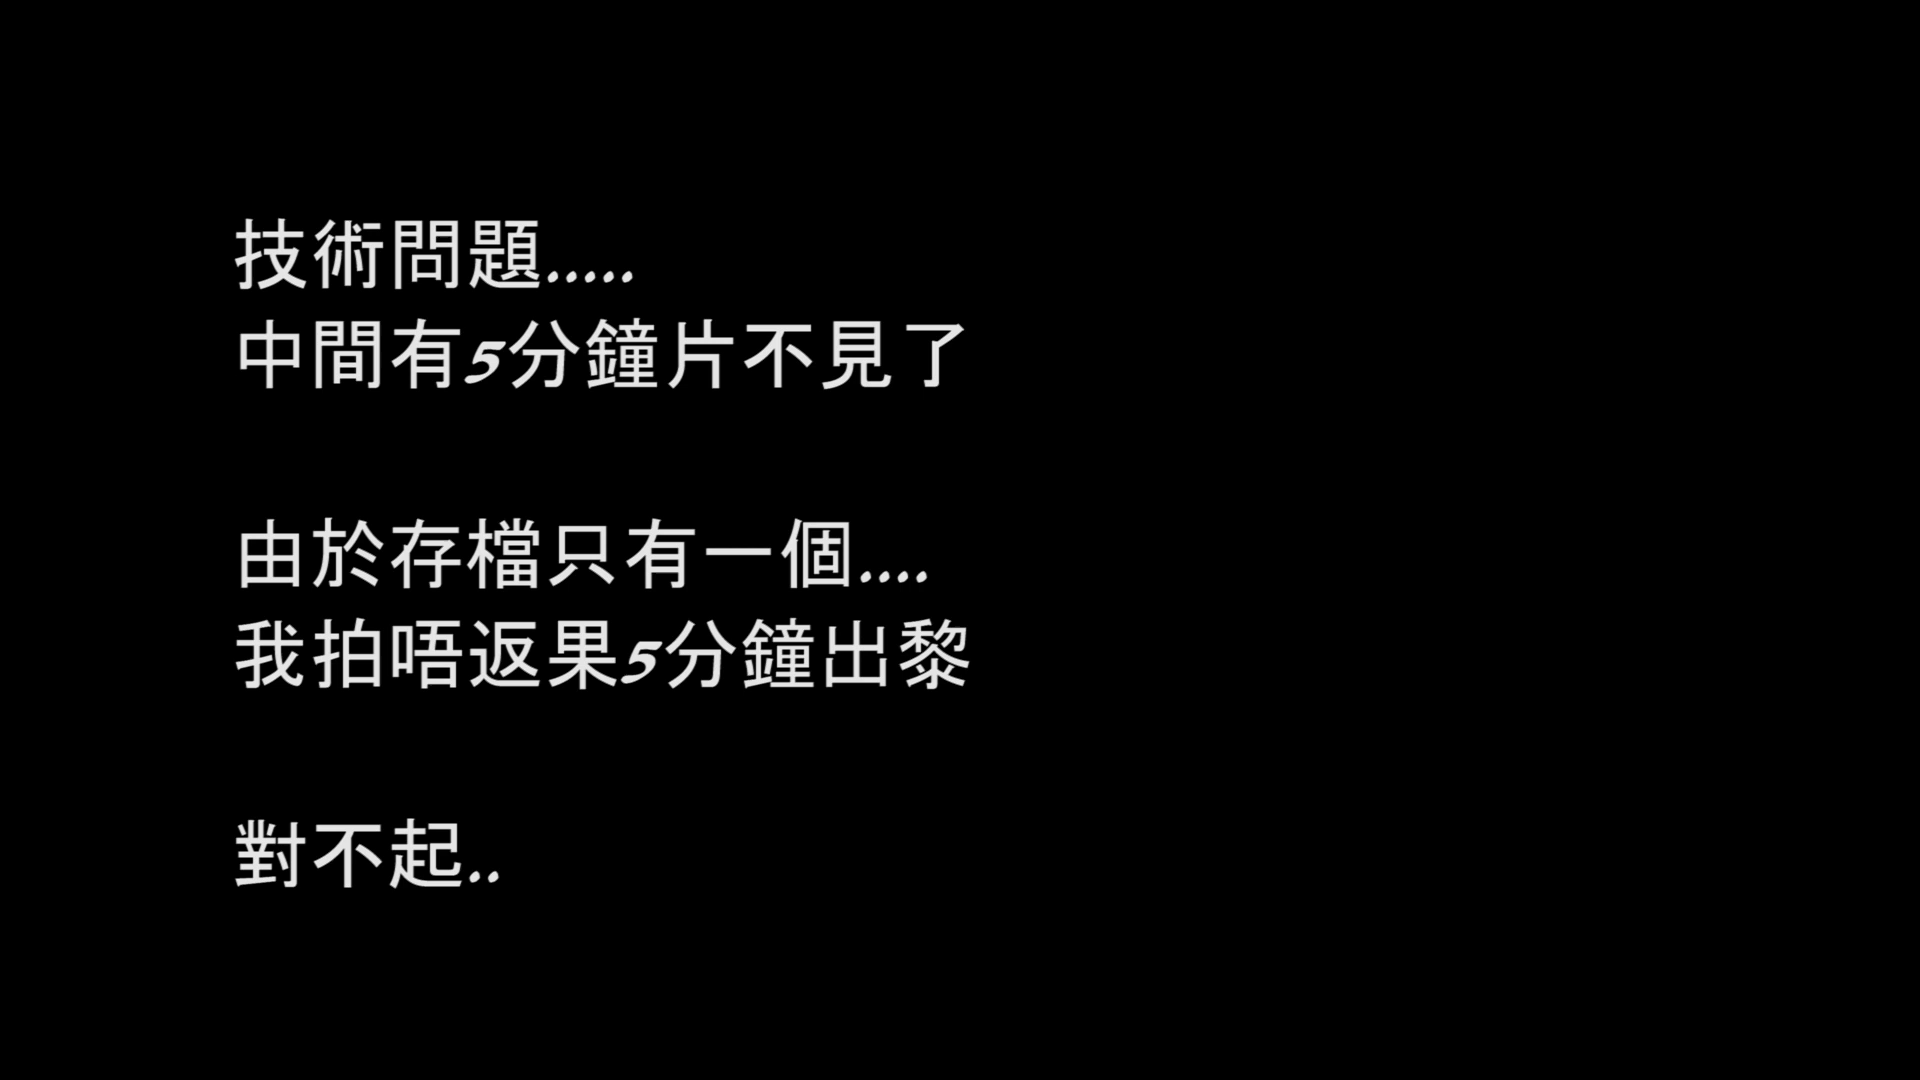 技術問題.....
中間有5分鐘片不見了
由於存檔只有一個....
我拍唔返果5分鐘出黎
對不起..